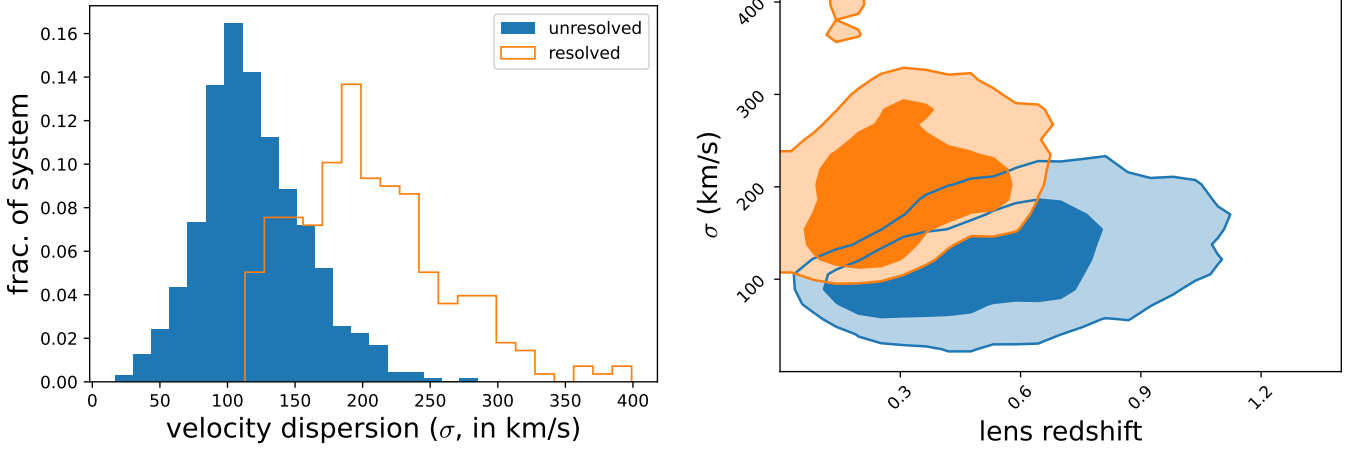 frac. of system
0.16
0.14
0.12
0.10
0.08
0.06
0.04
0.02
0.00
unresolved
resolved
0 50 100 150 200 250 300 350 400
velocity dispersion (σ, in km/s)
σ (km/s)
400
300
200
100
0.3 0.6 0.9 1.2
lens redshift